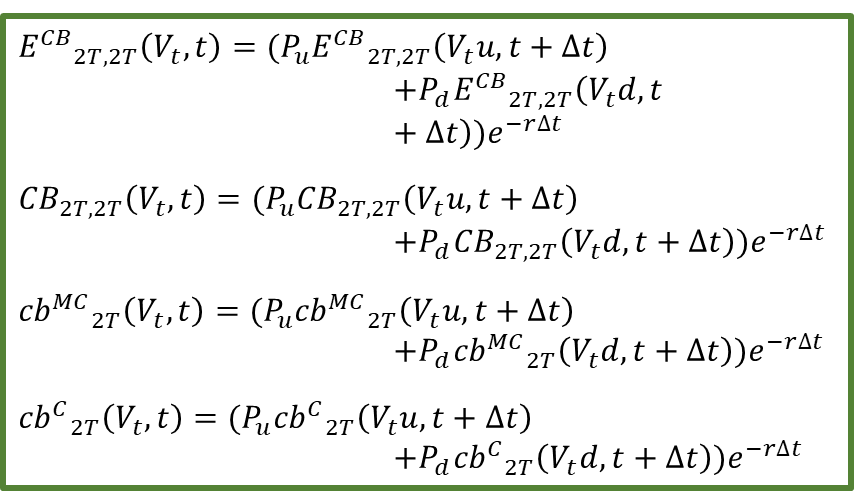 E^{CB}_{2T,2T}(V_t, t) = (P_u E^{CB}_{2T,2T}(V_t u, t + Δt)
+P_d E^{CB}_{2T,2T}(V_t d, t
+ Δt))e^{-rΔt}
CB_{2T,2T}(V_t, t) = (P_u CB_{2T,2T}(V_t u, t + Δt)
+P_d CB_{2T,2T}(V_t d, t + Δt))e^{-rΔt}
cb^{MC}_{2T}(V_t, t) = (P_u cb^{MC}_{2T}(V_t u, t + Δt)
+P_d cb^{MC}_{2T}(V_t d, t + Δt))e^{-rΔt}
cb^{C}_{2T}(V_t, t) = (P_u cb^{C}_{2T}(V_t u, t + Δt)
+P_d cb^{C}_{2T}(V_t d, t + Δt))e^{-rΔt}